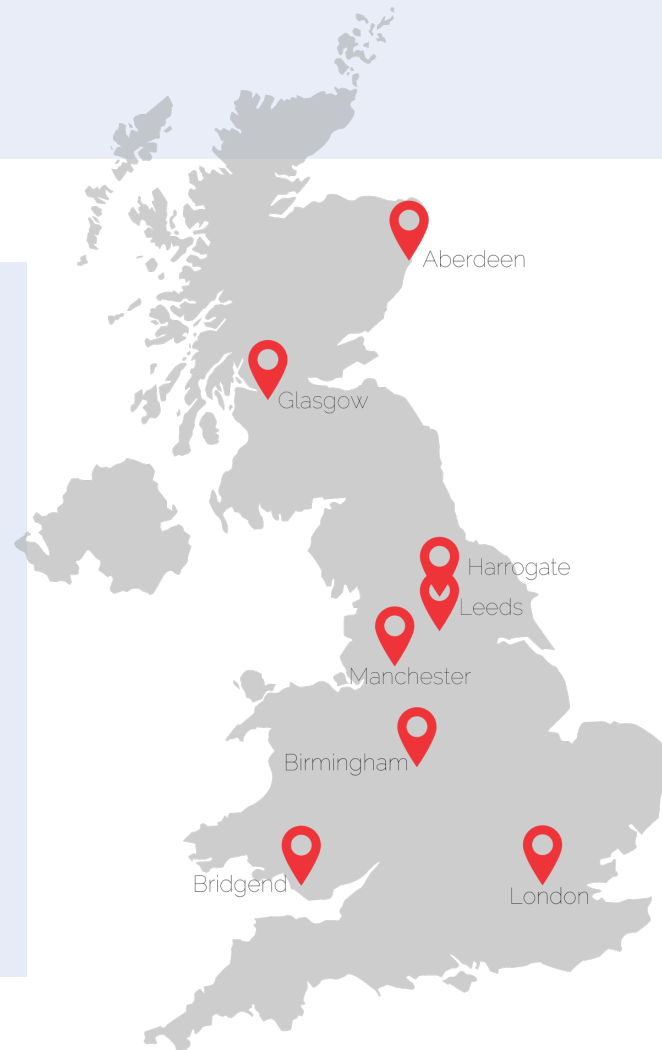 Aberdeen
Glasgow
Harrogate
Leeds
Manchester
Birmingham
Bridgend
London